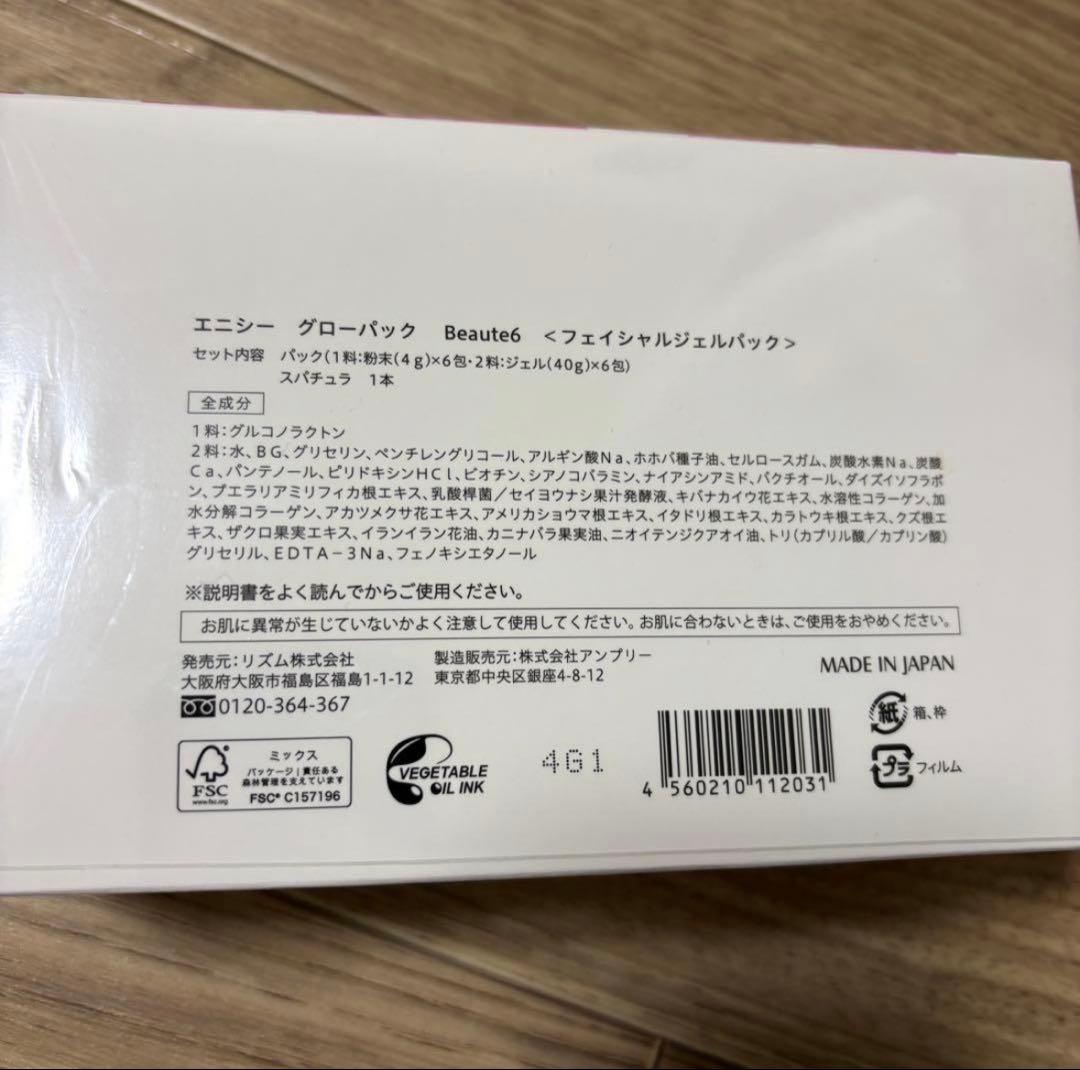 エニシー　グローパック　Beaute6　＜フェイシャルジェルパック＞
セット内容　パック(1料:粉末(4g)×6包・2料:ジェル(40g)×6包)
スパチュラ　1本
全成分
1料:グルコノラクトン
2料:水、BG、グリセリン、ペンチレングリコール、アルギン酸Na、ホホバ種子油、セルロースガム、炭酸水素Na、炭酸
Ca、パンテノール、ピリドキシンHCl、ビオチン、シアノコバラミン、ナイアシンアミド、バクチオール、ダイズイソフラボ
ン、プエラリアミリフィカ根エキス、乳酸桿菌／セイヨウナシ果汁発酵液、キバナカイウ花エキス、水溶性コラーゲン、加
水分解コラーゲン、アカツメクサ花エキス、アメリカショウマ根エキス、イタドリ根エキス、カラトウキ根エキス、クズ根エ
キス、ザクロ果実エキス、イランイラン花油、カニナバラ果実油、ニオイテンジクアオイ油、トリ(カプリル酸／カプリン酸)
グリセリル、EDTA－3Na、フェノキシエタノール
※説明書をよく読んでからご使用ください。
お肌に異常が生じていないかよく注意して使用してください。お肌に合わないときは、ご使用をおやめください。
発売元:リズム株式会社
大阪府大阪市福島区福島1-1-12
0120-364-367
製造販売元:株式会社アンプリー
東京都中央区銀座4-8-12
MADE IN JAPAN
紙 箱、枠
プラ フィルム
FSC
www.fsc.org
ミックス
パッケージ｜責任ある
森林管理を支えています
FSC® C157196
VEGETABLE
OIL INK
4G1
4 560210 112031